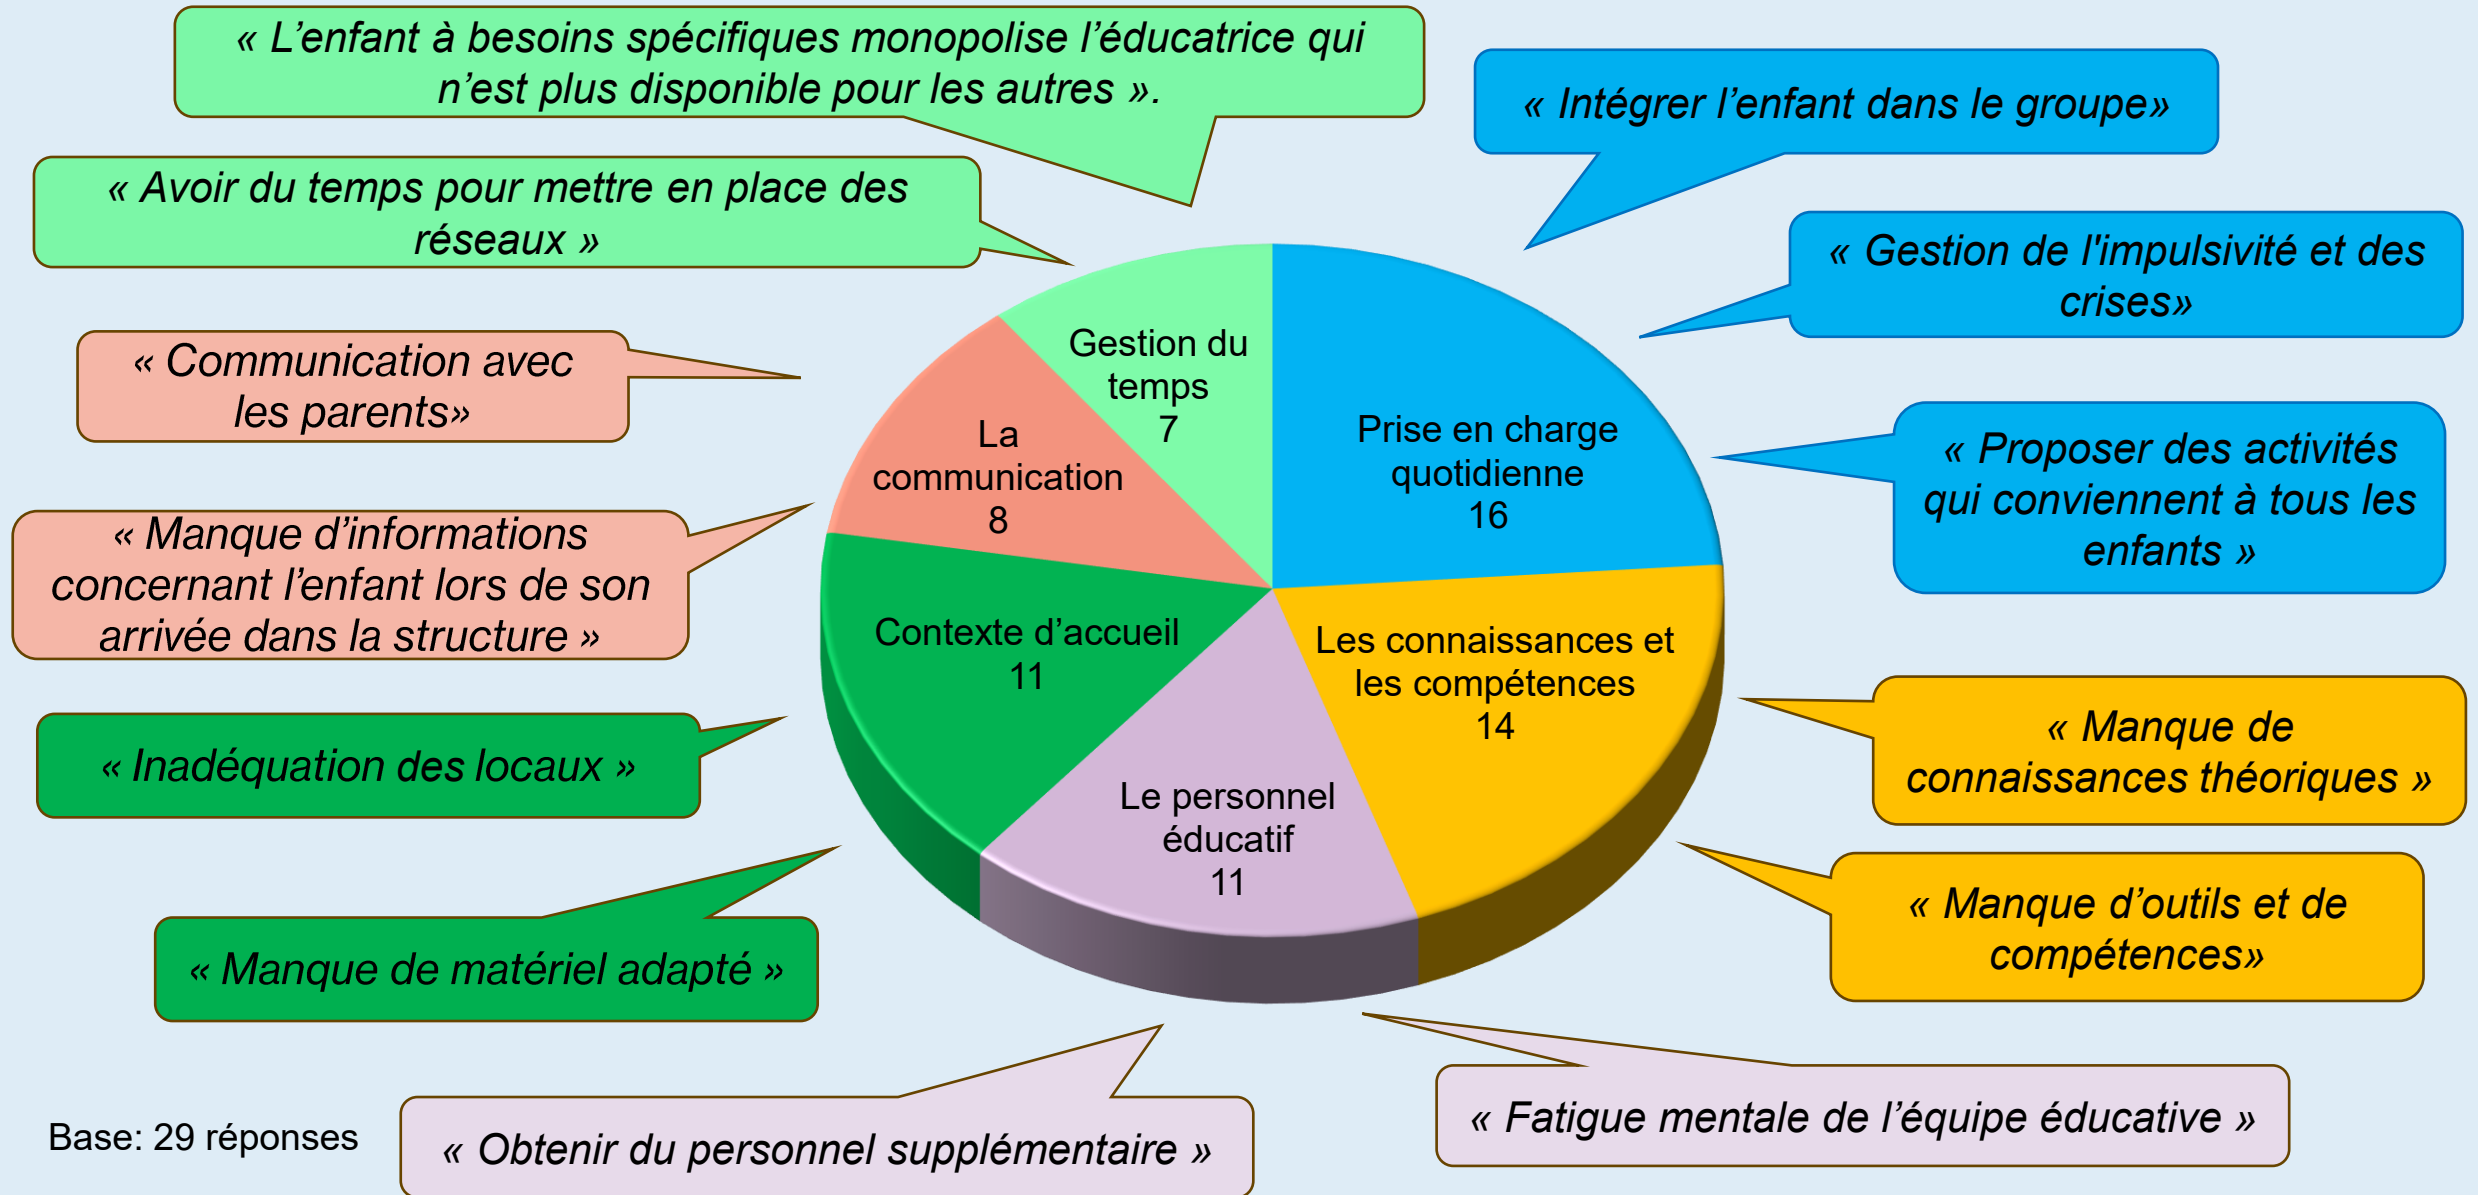 « L’enfant à besoins spécifiques monopolise l’éducatrice qui
n’est plus disponible pour les autres ».
« Intégrer l’enfant dans le groupe»
« Avoir du temps pour mettre en place des
réseaux »
« Gestion de l'impulsivité et des
crises»
« Communication avec
les parents»
Gestion du
temps
7
La
communication
8
Prise en charge
quotidienne
16
« Proposer des activités
qui conviennent à tous les
enfants »
« Manque d’informations
concernant l’enfant lors de son
arrivée dans la structure »
Contexte d’accueil
11
Les connaissances et
les compétences
14
« Inadéquation des locaux »
« Manque de
connaissances théoriques »
Le personnel
éducatif
11
« Manque de matériel adapté »
« Manque d’outils et de
compétences»
Base: 29 réponses
« Obtenir du personnel supplémentaire »
« Fatigue mentale de l’équipe éducative »